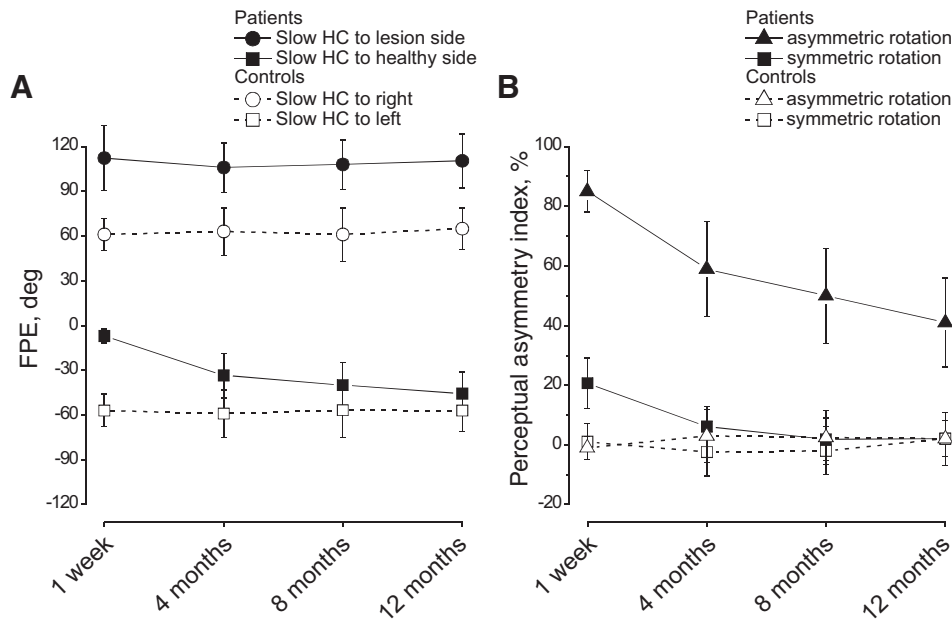 Patients
Slow HC to lesion side
Slow HC to healthy side
Controls
Slow HC to right
Slow HC to left
A
120
90
60
30
0
-30
-60
-90
-120
FPE, deg
1 week
4 months
8 months
12 months
Patients
asymmetric rotation
symmetric rotation
Controls
asymmetric rotation
symmetric rotation
B
100
80
60
40
20
0
-20
Perceptual asymmetry index, %
1 week
4 months
8 months
12 months